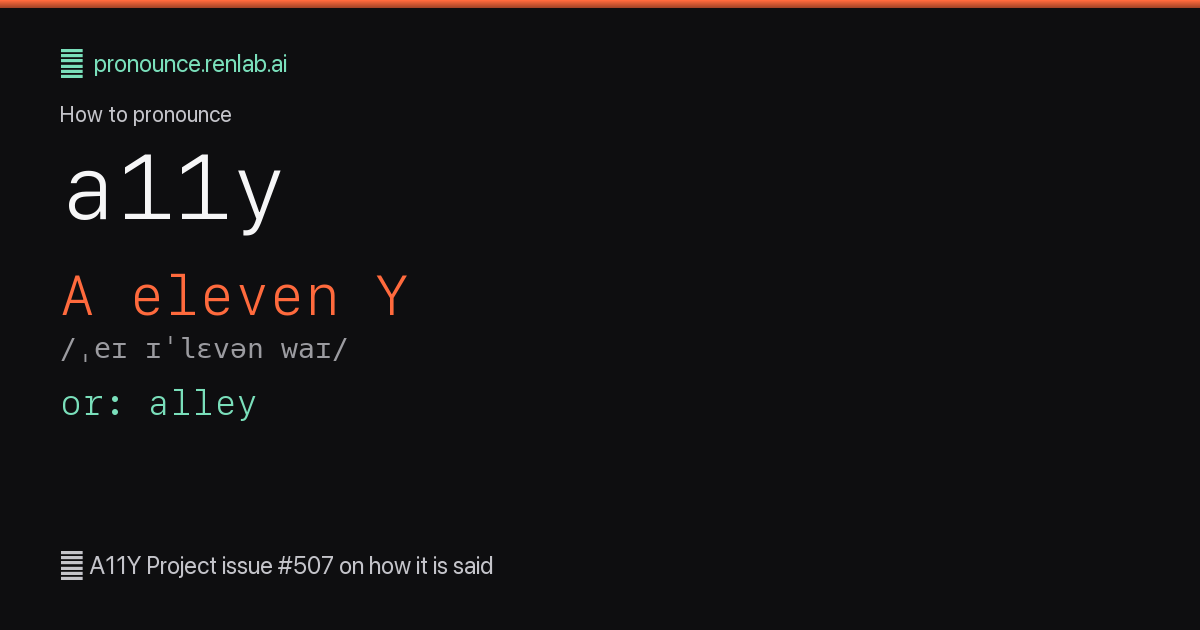 pronounce.renlab.ai
How to pronounce
a11y
A eleven Y
/ˌeɪ ɪˈlɛvən waɪ/
or: alley
A11Y Project issue #507 on how it is said